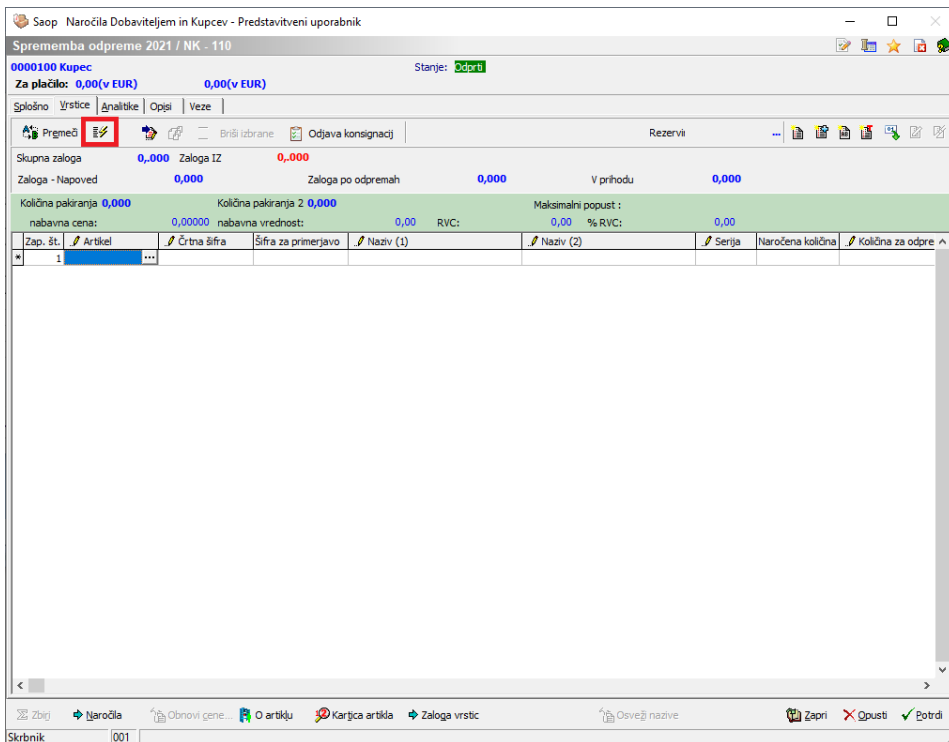 Saop Naročila Dobaviteljem in Kupcev - Predstavitveni uporabnik
Sprememba odpreme 2021 / NK - 110
0000100 Kupec Stanje: Odprti
Za plačilo: 0,00(v EUR) 0,00(v EUR)
Splošno Vrstice Analitike Opisi Veze
Premeči Briši izbrane Odjava konsignacij Rezervii ...
Skupna zaloga 0,.000 Zaloga IZ 0,.000
Zaloga - Napoved 0,000 Zaloga po odpremah 0,000 V prihodu 0,000
Količina pakiranja 0,000 Količina pakiranja 2 0,000 Maksimalni popust :
nabavna cena: 0,00000 nabavna vrednost: 0,00 RVC: 0,00 % RVC: 0,00
Zap. št. Artikel Črtna šifra Šifra za primerjavo Naziv (1) Naziv (2) Serija Naročena količina Količina za odpre
* 1 ...
Zbirj Naročila Obnovi cene... O artiklu Kartica artikla Zaloga vrstic Osveži nazive Zapri Opusti Potrdi
Skrbnik 001